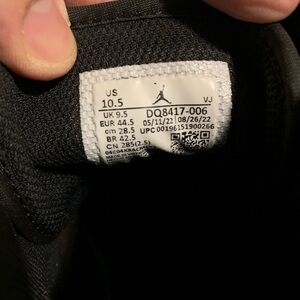 US
10.5
VJ
UK 9.5 DQ8417-006
EUR 44.5 05/11/22 08/26/22
cm 28.5 UPC 00196151900266
BR 42.5
CN 285(2.5)